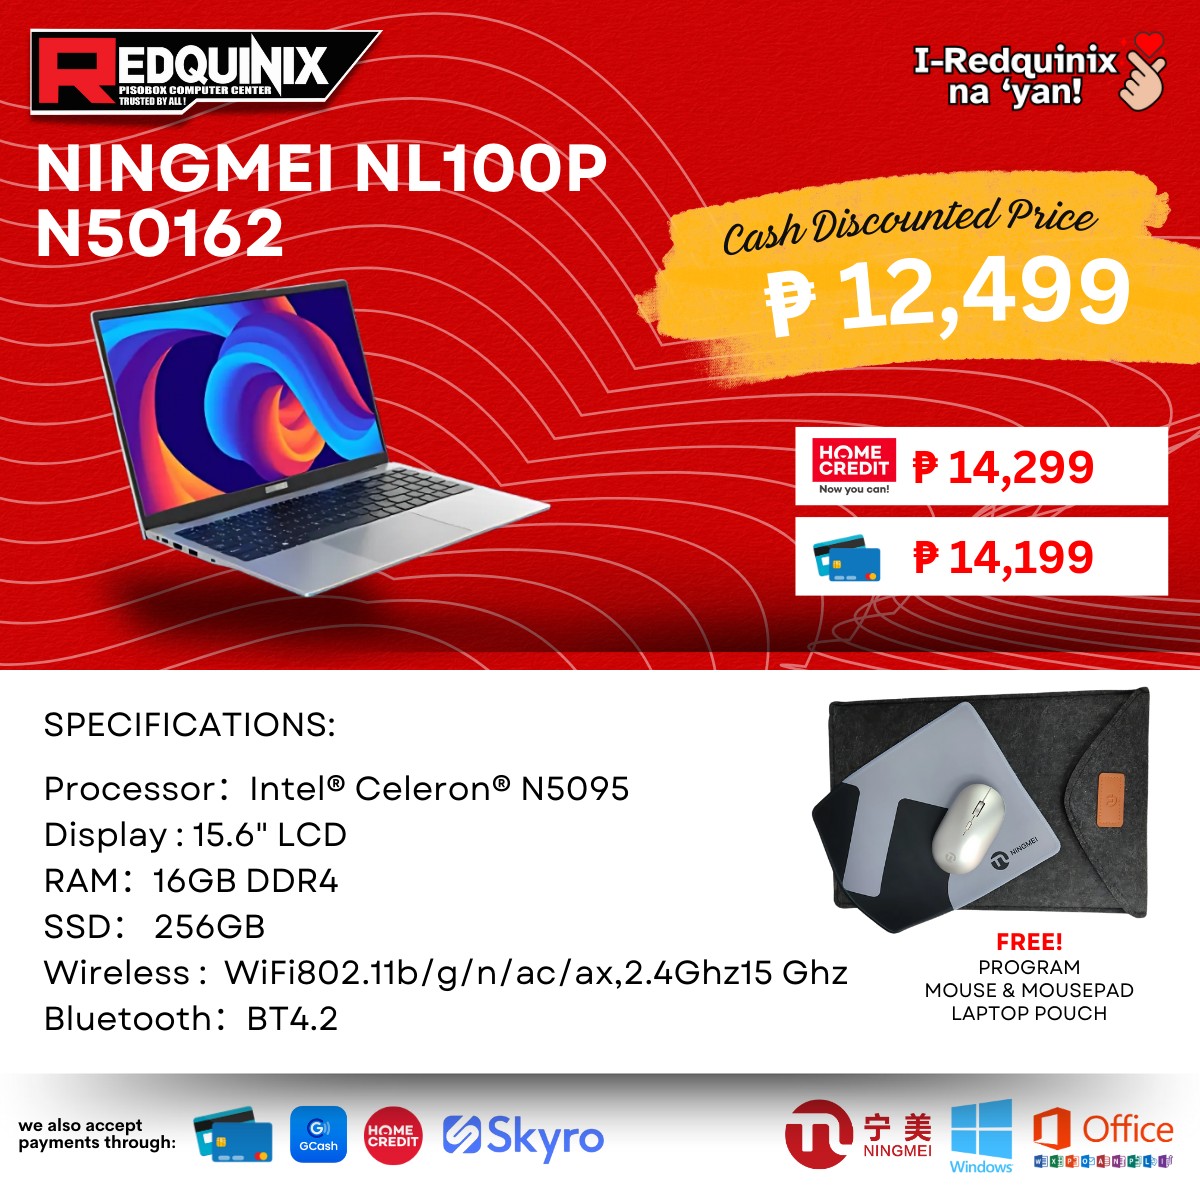 REDQUINIX
PISOBOX COMPUTER CENTER
TRUSTED BY ALL !
I-Redquinix
na ‘yan!
NINGMEI NL100P
N50162
Cash Discounted Price
₱ 12,499
HOME
CREDIT
Now you can!
₱ 14,299
₱ 14,199
SPECIFICATIONS:
Processor： Intel® Celeron® N5095
Display : 15.6" LCD
RAM： 16GB DDR4
SSD： 256GB
Wireless : WiFi802.11b/g/n/ac/ax,2.4Ghz15 Ghz
Bluetooth： BT4.2
NINGMEI
FREE!
PROGRAM
MOUSE & MOUSEPAD
LAPTOP POUCH
we also accept
payments through:
GCash
HOME
CREDIT
Skyro
宁美
NINGMEI
Windows
Office